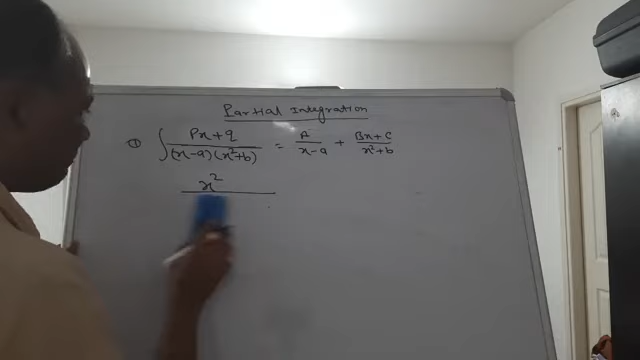 Partial Integration
① ∫ Px+q / (x-a)(x²+b) = A / x-a + Bx+C / x²+b
x²